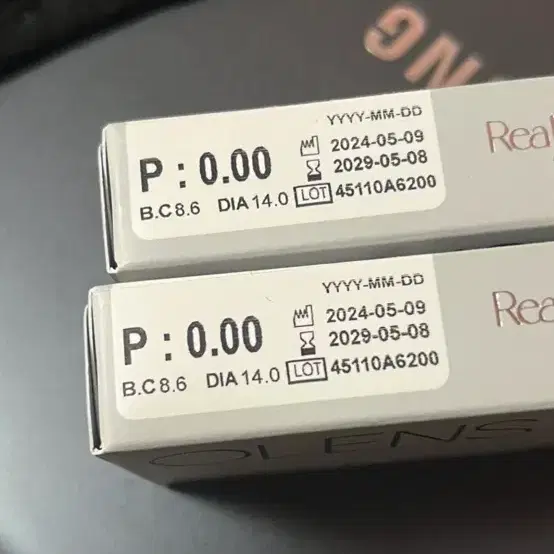 NG
YYYY-MM-DD
P : 0.00
2024-05-09
2029-05-08
B.C 8.6 DIA 14.0 LOT 45110A6200
Real
YYYY-MM-DD
P : 0.00
2024-05-09
2029-05-08
B.C 8.6 DIA 14.0 LOT 45110A6200
Rea
OLENS